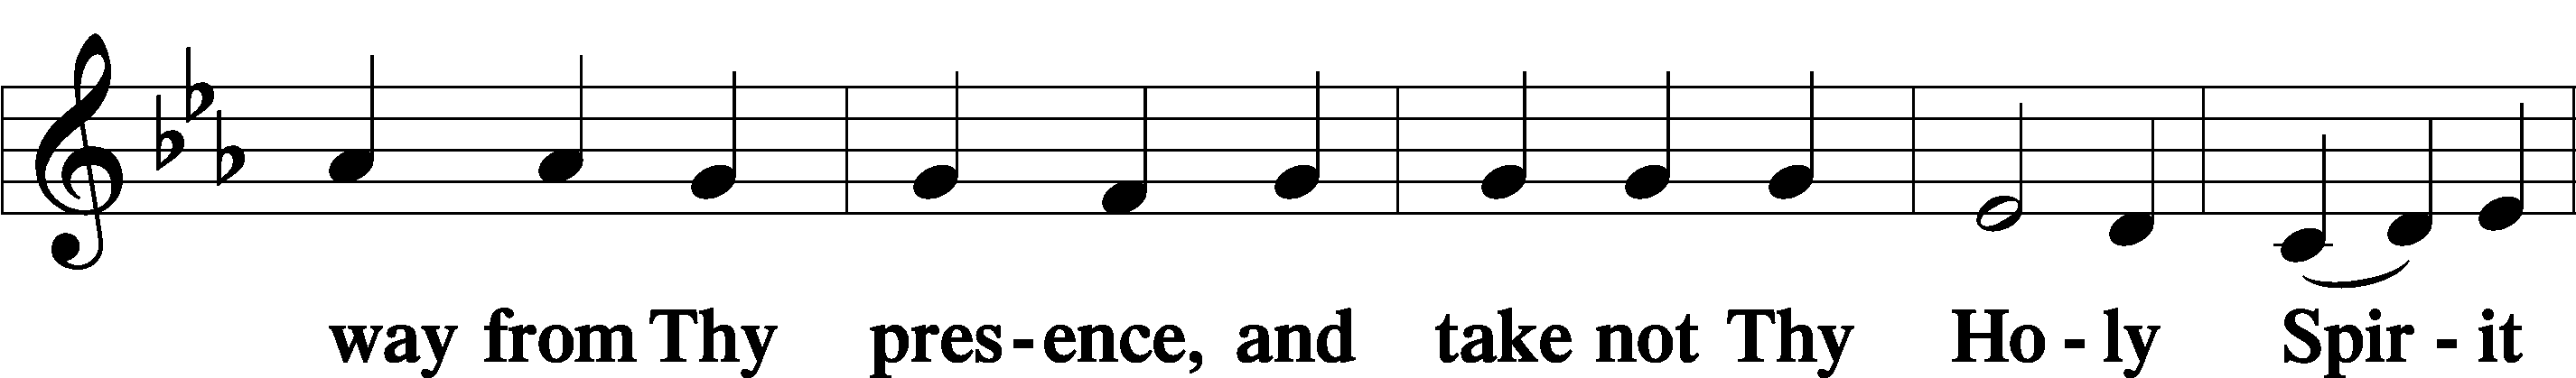 way from Thy pres - ence, and take not Thy Ho - ly Spir - it